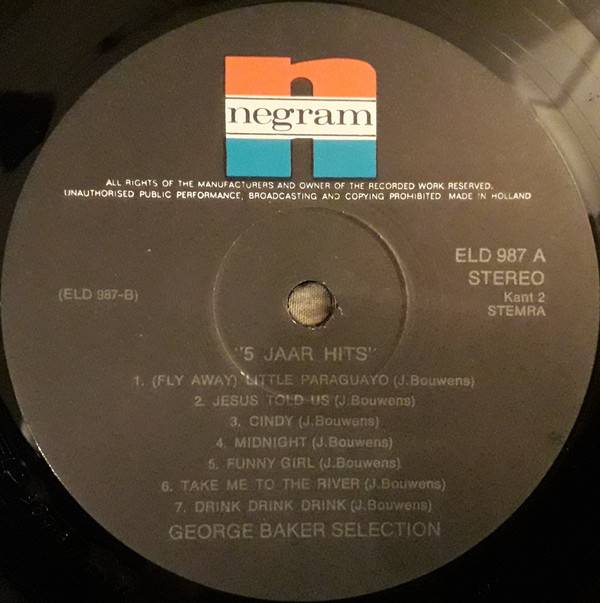 negram
ALL RIGHTS OF THE MANUFACTURERS AND OWNER OF THE RECORDED WORK RESERVED.
UNAUTHORISED PUBLIC PERFORMANCE, BROADCASTING AND COPYING PROHIBITED MADE IN HOLLAND
ELD 987 A
STEREO
(ELD 987-B)
Kant 2
STEMRA
"5 JAAR HITS"
1. (FLY AWAY) LITTLE PARAGUAYO (J.Bouwens)
2. JESUS TOLD US (J.Bouwens)
3. CINDY (J.Bouwens)
4. MIDNIGHT (J.Bouwens)
5. FUNNY GIRL (J.Bouwens)
6. TAKE ME TO THE RIVER (J.Bouwens)
7. DRINK DRINK DRINK (J.Bouwens)
GEORGE BAKER SELECTION